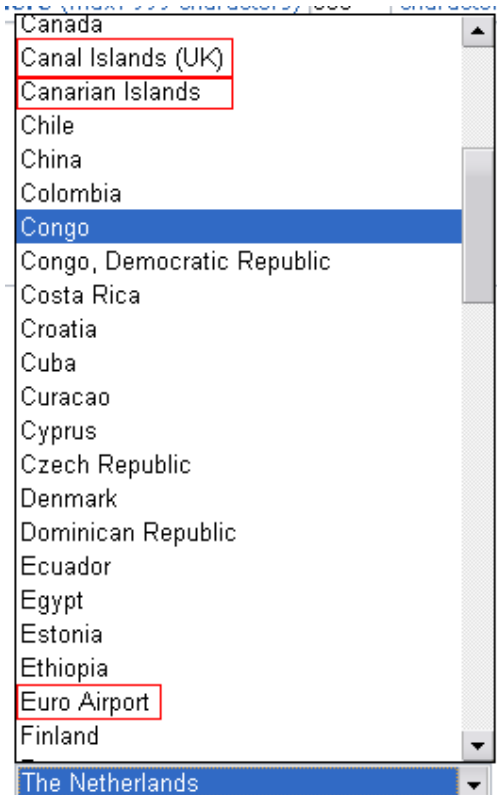 Canada
Canal Islands (UK)
Canarian Islands
Chile
China
Colombia
Congo
Congo, Democratic Republic
Costa Rica
Croatia
Cuba
Curacao
Cyprus
Czech Republic
Denmark
Dominican Republic
Ecuador
Egypt
Estonia
Ethiopia
Euro Airport
Finland
The Netherlands